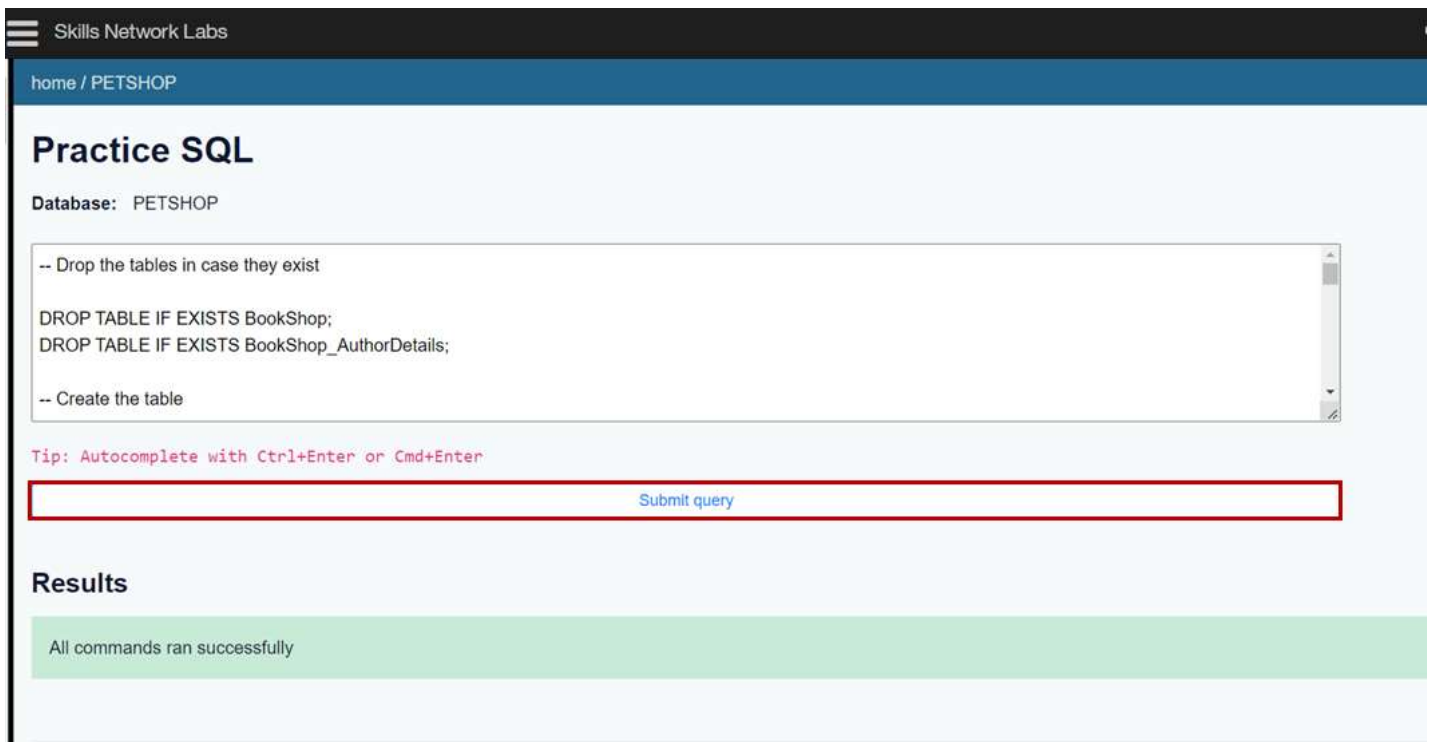 Skills Network Labs
home / PETSHOP
Practice SQL
Database: PETSHOP
-- Drop the tables in case they exist
DROP TABLE IF EXISTS BookShop;
DROP TABLE IF EXISTS BookShop_AuthorDetails;
-- Create the table
Tip: Autocomplete with Ctrl+Enter or Cmd+Enter
Submit query
Results
All commands ran successfully